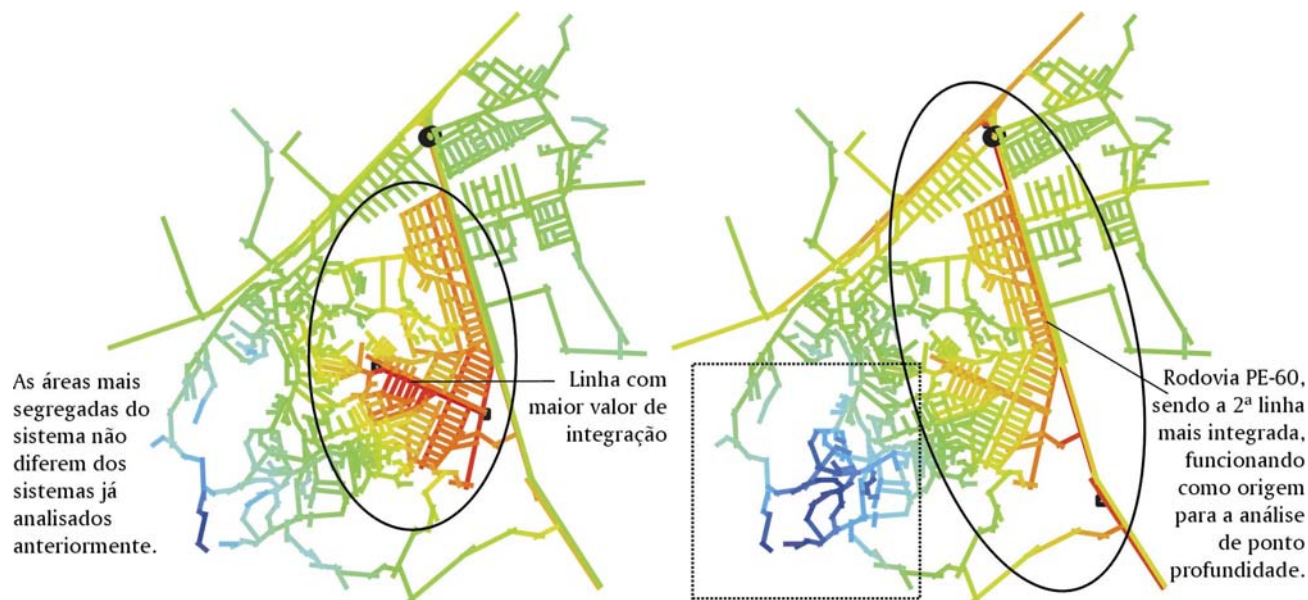 As áreas mais
segregadas do
sistema não
diferem dos
sistemas já
analisados
anteriormente.
Linha com
maior valor de
integração
Rodovia PE-60,
sendo a 2ª linha
mais integrada,
funcionando
como origem
para a análise
de ponto
profundidade.